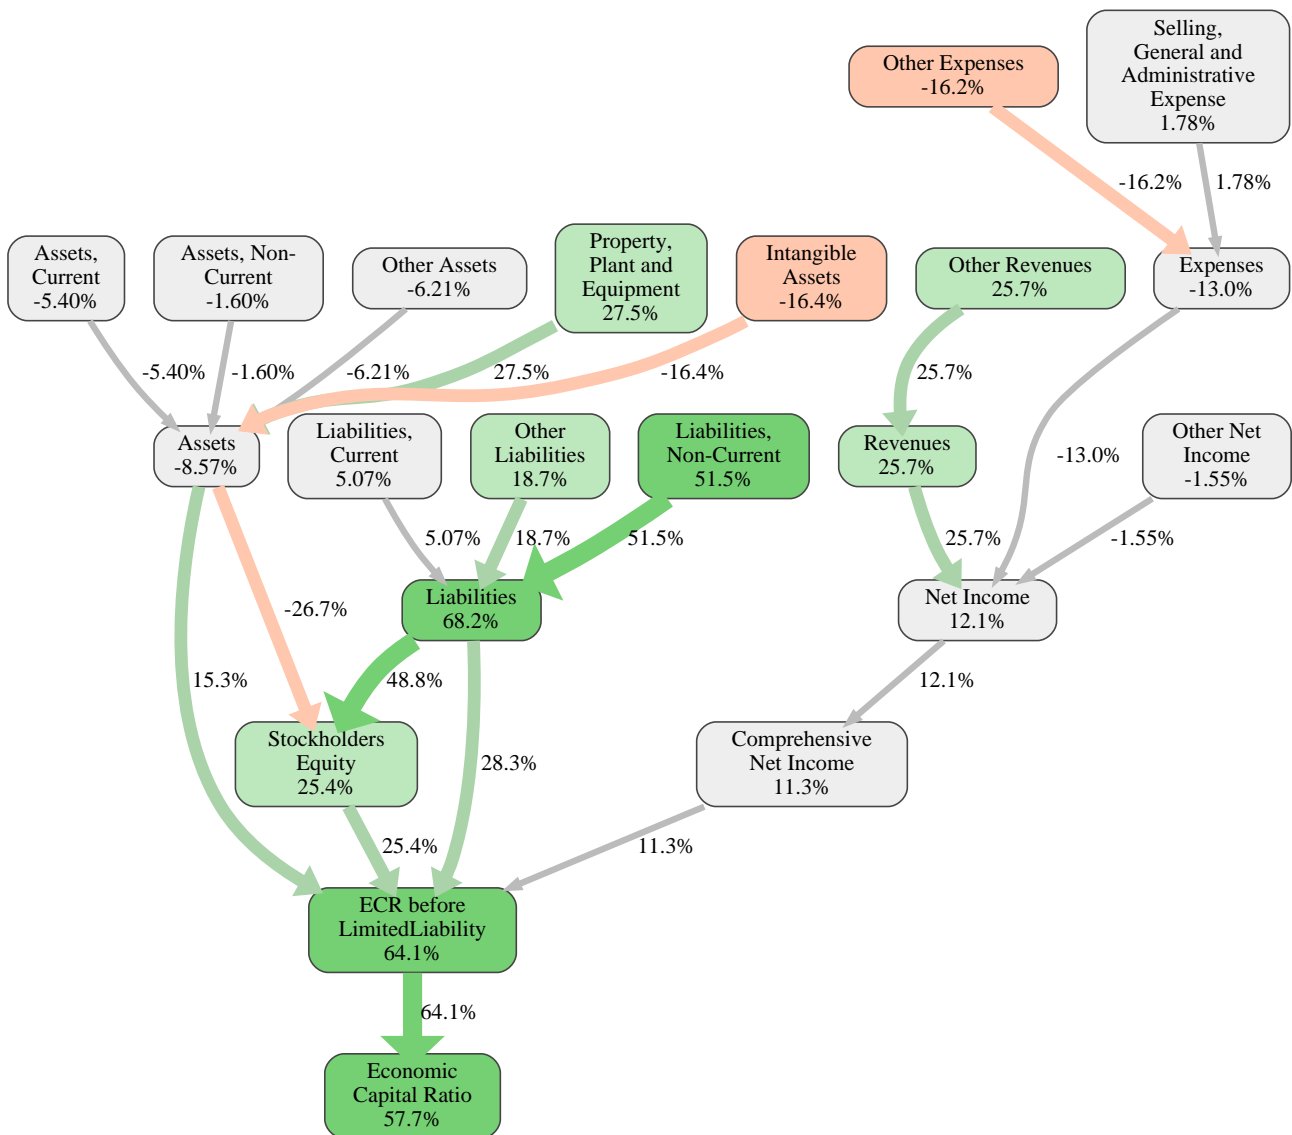 Selling,
General and
Administrative
Expense
1.78%
Other Expenses
-16.2%
-16.2%
1.78%
Assets,
Current
-5.40%
Assets, Non-
Current
-1.60%
Other Assets
-6.21%
Property,
Plant and
Equipment
27.5%
Intangible
Assets
-16.4%
Other Revenues
25.7%
Expenses
-13.0%
-5.40%
-1.60%
-6.21%
27.5%
-16.4%
25.7%
Assets
-8.57%
Liabilities,
Current
5.07%
Other
Liabilities
18.7%
Liabilities,
Non-Current
51.5%
Revenues
25.7%
-13.0%
Other Net
Income
-1.55%
5.07%
18.7%
51.5%
25.7%
-1.55%
-26.7%
Liabilities
68.2%
Net Income
12.1%
15.3%
48.8%
12.1%
Stockholders
Equity
25.4%
28.3%
Comprehensive
Net Income
11.3%
25.4%
11.3%
ECR before
LimitedLiability
64.1%
64.1%
Economic
Capital Ratio
57.7%